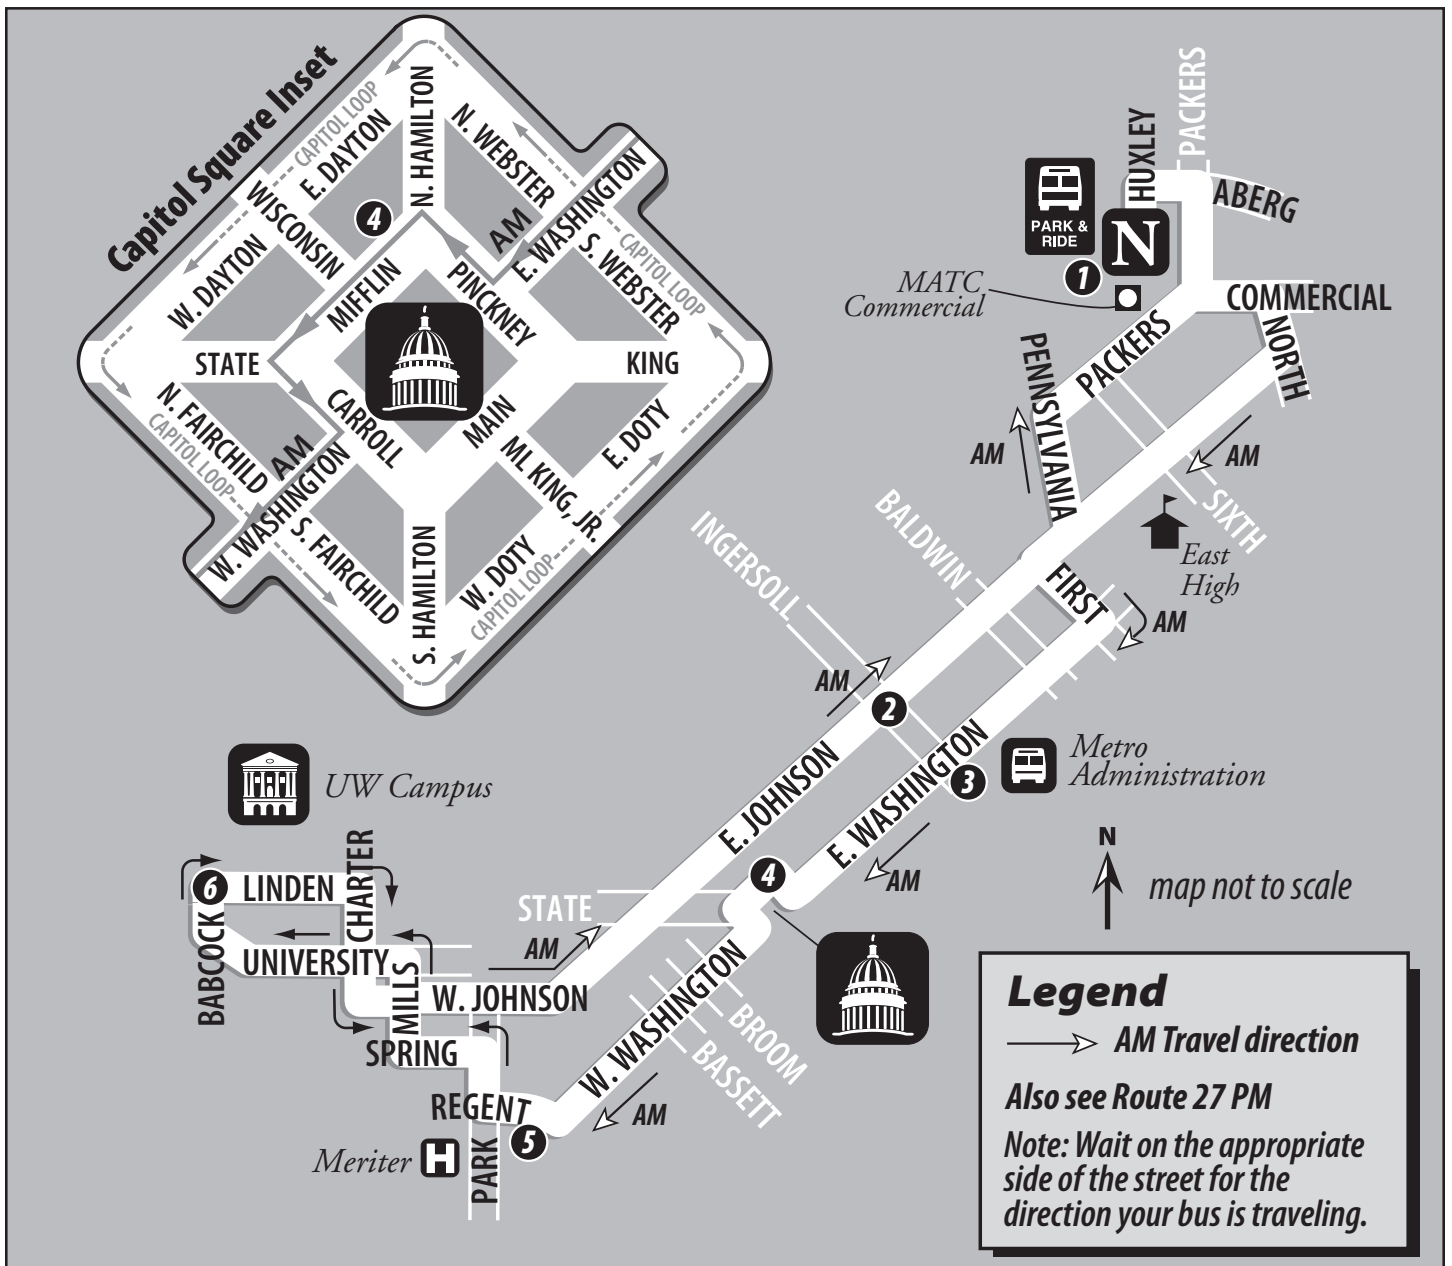 Capitol Square Inset
CAPITOL LOOP
E. DAYTON
N. HAMILTON
N. WEBSTER
WISCONSIN
4
AM
E. WASHINGTON
W. DAYTON
MIFFLIN
PINCKNEY
S. WEBSTER
CAPITOL LOOP
STATE
KING
N. FAIRCHILD
CAPITOL LOOP
CARROLL
MAIN
E. DOTY
AM
W. WASHINGTON
ML KING, JR.
S. FAIRCHILD
S. HAMILTON
W. DOTY
CAPITOL LOOP
PACKERS
HUXLEY
ABERG
PARK &
RIDE
N
1
MATC
Commercial
COMMERCIAL
NORTH
PACKERS
PENNSYLVANIA
AM
AM
SIXTH
East
High
BALDWIN
INGERSOLL
FIRST
AM
AM
2
E. JOHNSON
E. WASHINGTON
3
Metro
Administration
AM
4
N
map not to scale
UW Campus
6
LINDEN
CHARTER
BABCOCK
UNIVERSITY
MILLS
STATE
AM
W. JOHNSON
SPRING
W. WASHINGTON
BROOM
BASSETT
AM
REGENT
5
Meriter
H
PARK
Legend
AM Travel direction
Also see Route 27 PM
Note: Wait on the appropriate
side of the street for the
direction your bus is traveling.